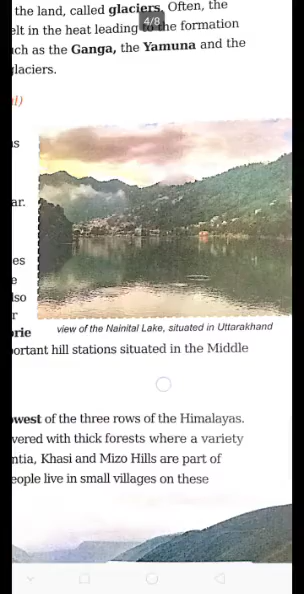 the land, called glaciers. Often, the
4/8
elt in the heat leading to the formation
uch as the Ganga, the Yamuna and the
glaciers.
l)
s
ar.
es
e
lso
r
rie
view of the Nainital Lake, situated in Uttarakhand
ortant hill stations situated in the Middle
west of the three rows of the Himalayas.
vered with thick forests where a variety
ntia, Khasi and Mizo Hills are part of
eople live in small villages on these